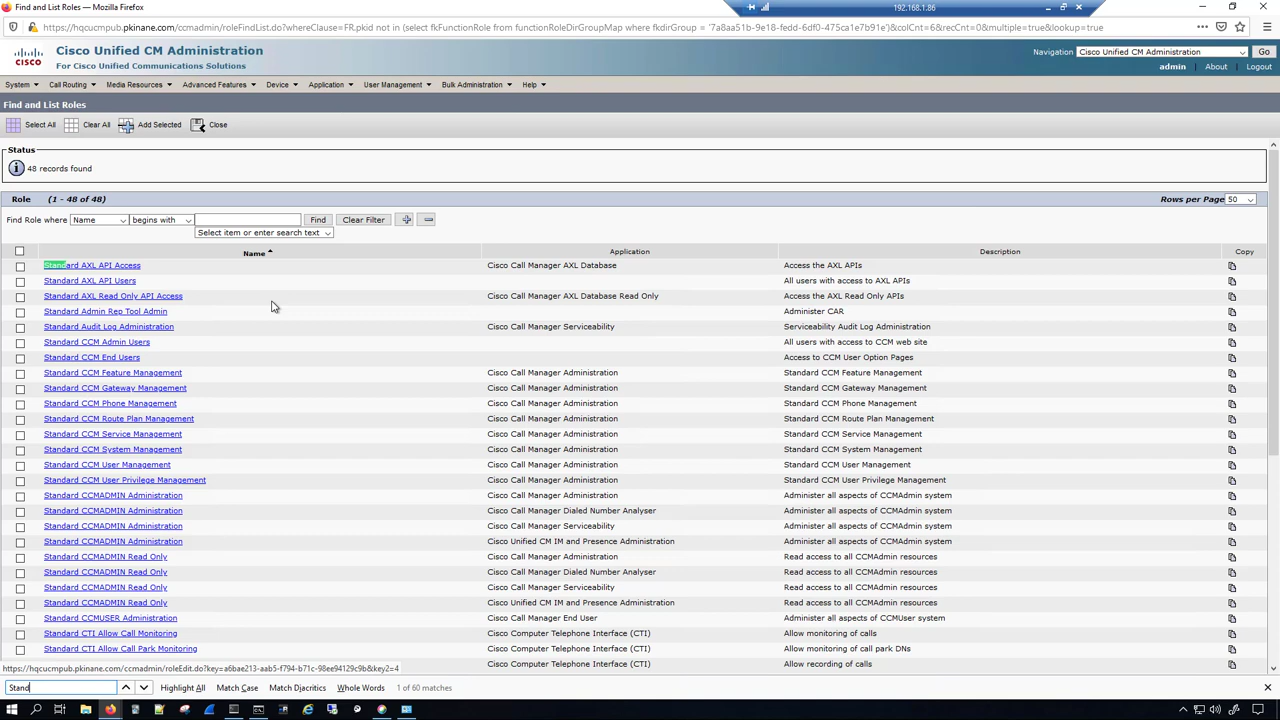 Find and List Roles — Mozilla Firefox
192.168.1.86
https://hqcucmpub.pkinane.com/ccmadmin/roleFindList.do?whereClause=FR.pkid not in (select fkFunctionRole from functionRoleDirGroupMap where fkdirGroup = '7a8aa51b-9e18-fedd-6df0-475ca1e7b91e')&colCnt=6&recCnt=0&multiple=true&lookup=true
CISCO
Cisco Unified CM Administration
For Cisco Unified Communications Solutions
Navigation Cisco Unified CM Administration Go
admin About Logout
System Call Routing Media Resources Advanced Features Device Application User Management Bulk Administration Help
Find and List Roles
Select All Clear All Add Selected Close
Status
48 records found
Role (1 - 48 of 48) Rows per Page 50
Find Role where Name begins with Find Clear Filter
Select item or enter search text
Name Application Description Copy
Standard AXL API Access Cisco Call Manager AXL Database Access the AXL APIs
Standard AXL API Users All users with access to AXL APIs
Standard AXL Read Only API Access Cisco Call Manager AXL Database Read Only Access the AXL Read Only APIs
Standard Admin Rep Tool Admin Administer CAR
Standard Audit Log Administration Cisco Call Manager Serviceability Serviceability Audit Log Administration
Standard CCM Admin Users All users with access to CCM web site
Standard CCM End Users Access to CCM User Option Pages
Standard CCM Feature Management Cisco Call Manager Administration Standard CCM Feature Management
Standard CCM Gateway Management Cisco Call Manager Administration Standard CCM Gateway Management
Standard CCM Phone Management Cisco Call Manager Administration Standard CCM Phone Management
Standard CCM Route Plan Management Cisco Call Manager Administration Standard CCM Route Plan Management
Standard CCM Service Management Cisco Call Manager Administration Standard CCM Service Management
Standard CCM System Management Cisco Call Manager Administration Standard CCM System Management
Standard CCM User Management Cisco Call Manager Administration Standard CCM User Management
Standard CCM User Privilege Management Cisco Call Manager Administration Standard CCM User Privilege Management
Standard CCMADMIN Administration Cisco Call Manager Administration Administer all aspects of CCMAdmin system
Standard CCMADMIN Administration Cisco Call Manager Dialed Number Analyser Administer all aspects of CCMAdmin system
Standard CCMADMIN Administration Cisco Call Manager Serviceability Administer all aspects of CCMAdmin system
Standard CCMADMIN Administration Cisco Unified CM IM and Presence Administration Administer all aspects of CCMAdmin system
Standard CCMADMIN Read Only Cisco Call Manager Administration Read access to all CCMAdmin resources
Standard CCMADMIN Read Only Cisco Call Manager Dialed Number Analyser Read access to all CCMAdmin resources
Standard CCMADMIN Read Only Cisco Call Manager Serviceability Read access to all CCMAdmin resources
Standard CCMADMIN Read Only Cisco Unified CM IM and Presence Administration Read access to all CCMAdmin resources
Standard CCMUSER Administration Cisco Call Manager End User Administer all aspects of CCMUser system
Standard CTI Allow Call Monitoring Cisco Computer Telephone Interface (CTI) Allow monitoring of calls
Standard CTI Allow Call Park Monitoring Cisco Computer Telephone Interface (CTI) Allow monitoring of call park DNs
Cisco Computer Telephone Interface (CTI) Allow recording of calls
https://hqcucmpub.pkinane.com/ccmadmin/roleEdit.do?key=a6bae213-aab5-f794-b71c-98ee94129c9b&key2=4
Stand Highlight All Match Case Match Diacritics Whole Words 1 of 60 matches